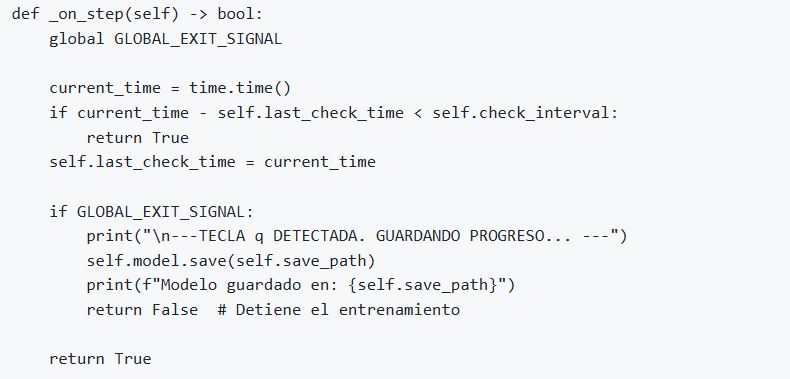 def _on_step(self) -> bool:
    global GLOBAL_EXIT_SIGNAL

    current_time = time.time()
    if current_time - self.last_check_time < self.check_interval:
        return True
    self.last_check_time = current_time

    if GLOBAL_EXIT_SIGNAL:
        print("\n---TECLA q DETECTADA. GUARDANDO PROGRESO... ---")
        self.model.save(self.save_path)
        print(f"Modelo guardado en: {self.save_path}")
        return False  # Detiene el entrenamiento

    return True